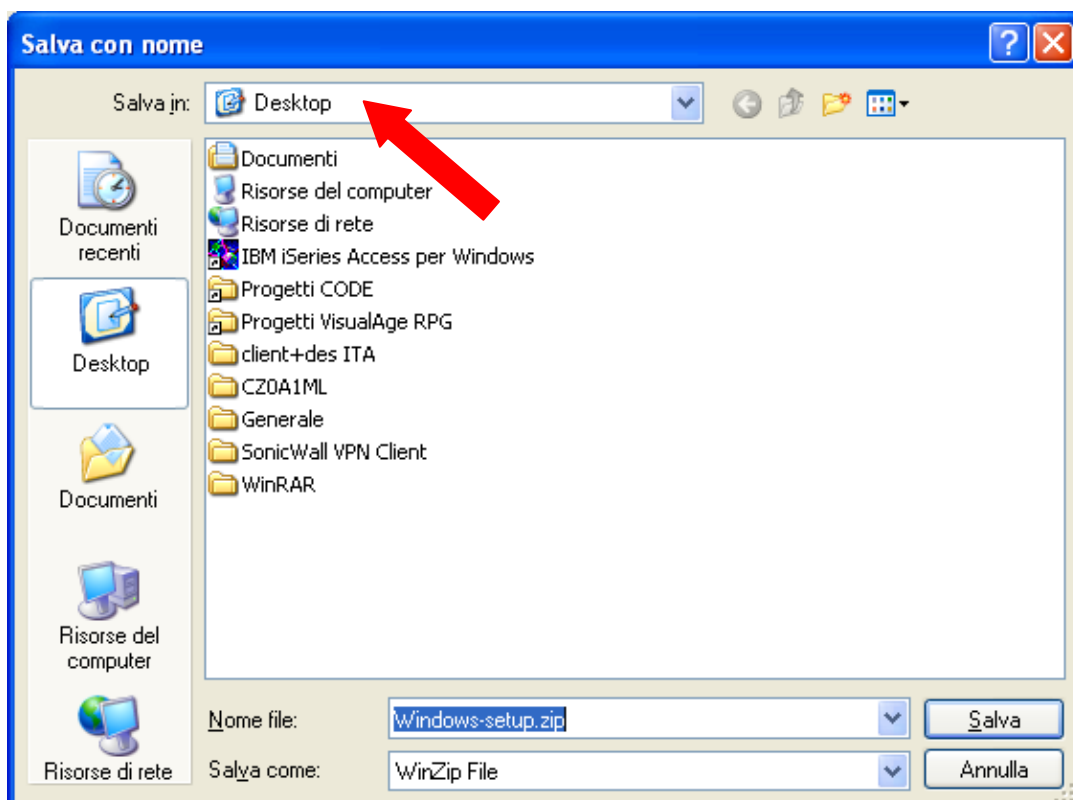 Salva con nome
Salva in:
Desktop
Documenti
recenti
Desktop
Documenti
Risorse del
computer
Risorse di rete
Documenti
Risorse del computer
Risorse di rete
IBM iSeries Access per Windows
Progetti CODE
Progetti VisualAge RPG
client+des ITA
CZ0A1ML
Generale
SonicWall VPN Client
WinRAR
Nome file:
Windows-setup.zip
Salva
Salva come:
WinZip File
Annulla